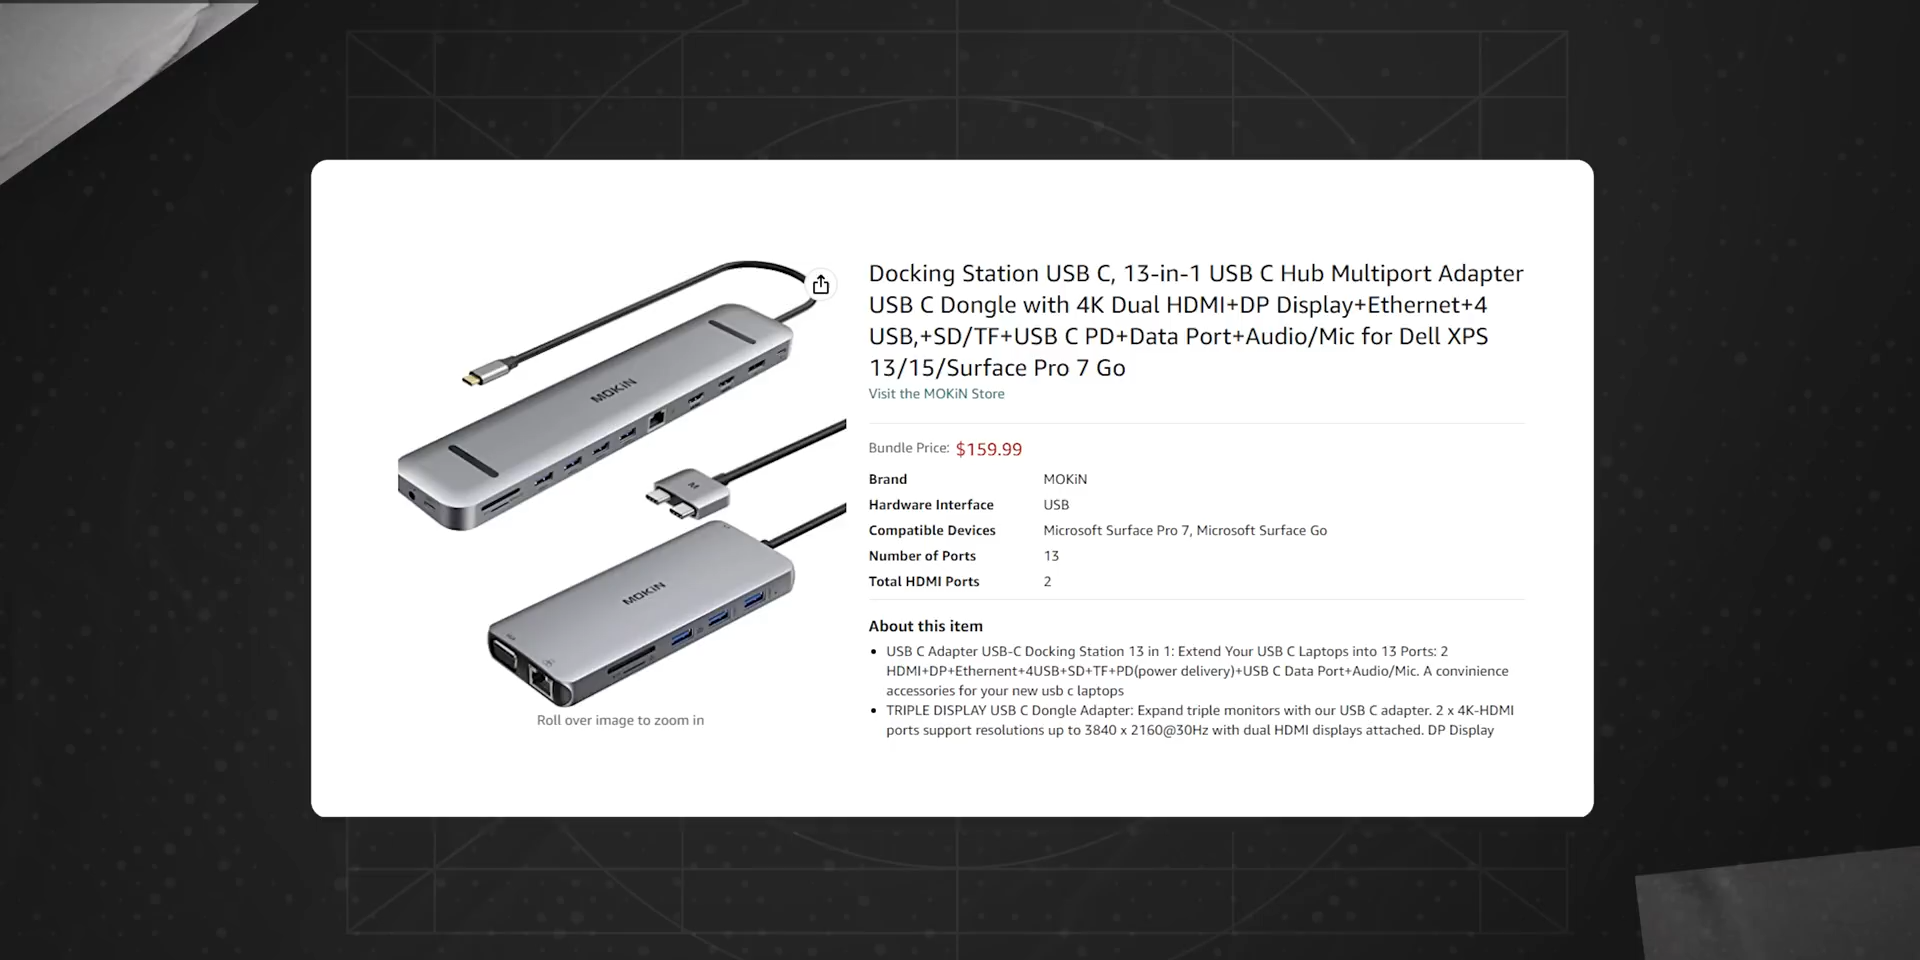 Docking Station USB C, 13-in-1 USB C Hub Multiport Adapter
USB C Dongle with 4K Dual HDMI+DP Display+Ethernet+4
USB,+SD/TF+USB C PD+Data Port+Audio/Mic for Dell XPS
13/15/Surface Pro 7 Go
Visit the MOKiN Store
MOKiN
M
MOKiN
Roll over image to zoom in
Bundle Price: $159.99
Brand MOKiN
Hardware Interface USB
Compatible Devices Microsoft Surface Pro 7, Microsoft Surface Go
Number of Ports 13
Total HDMI Ports 2
About this item
USB C Adapter USB-C Docking Station 13 in 1: Extend Your USB C Laptops into 13 Ports: 2
HDMI+DP+Ethernent+4USB+SD+TF+PD(power delivery)+USB C Data Port+Audio/Mic. A convinience
accessories for your new usb c laptops
TRIPLE DISPLAY USB C Dongle Adapter: Expand triple monitors with our USB C adapter. 2 x 4K-HDMI
ports support resolutions up to 3840 x 2160@30Hz with dual HDMI displays attached. DP Display